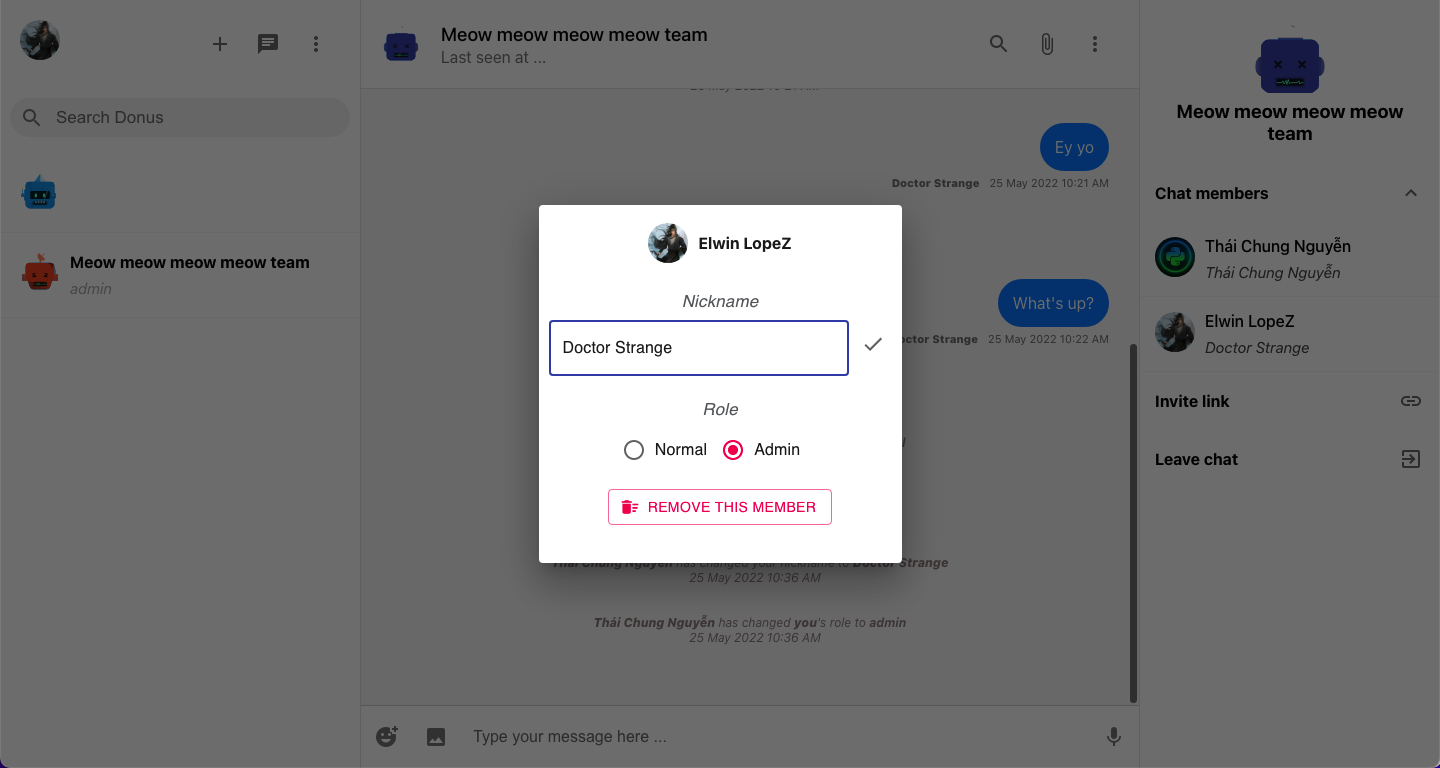 Search Donus
Meow meow meow meow team
admin
Meow meow meow meow team
Last seen at ...
Ey yo
Doctor Strange 25 May 2022 10:21 AM
What's up?
Strange 25 May 2022 10:22 AM
Elwin LopeZ
Nickname
Doctor Strange
Role
Normal Admin
REMOVE THIS MEMBER
Thái Chung Nguyễn has changed your nickname to Doctor Strange
25 May 2022 10:36 AM
Thái Chung Nguyễn has changed you's role to admin
25 May 2022 10:36 AM
Type your message here ...
Meow meow meow meow
team
Chat members
Thái Chung Nguyễn
Thái Chung Nguyễn
Elwin LopeZ
Doctor Strange
Invite link
Leave chat